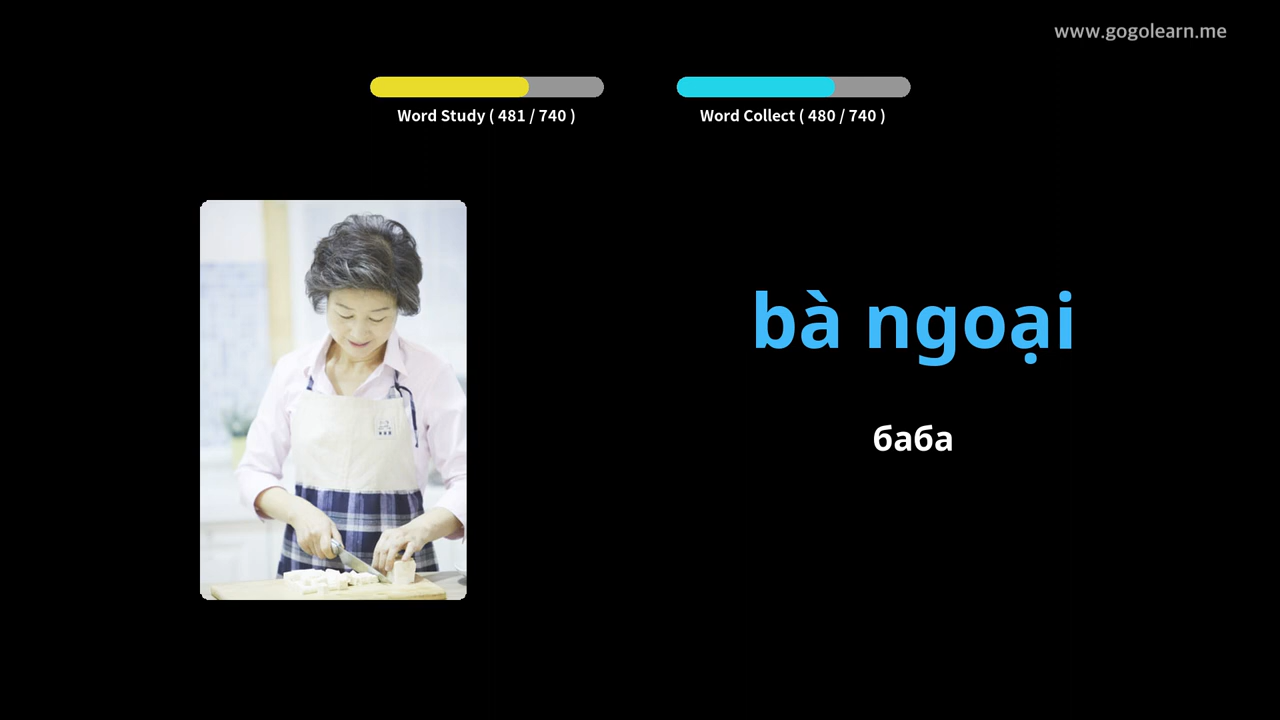 www.gogolearn.me
Word Study ( 481 / 740 )
Word Collect ( 480 / 740 )
bà ngoại
баба